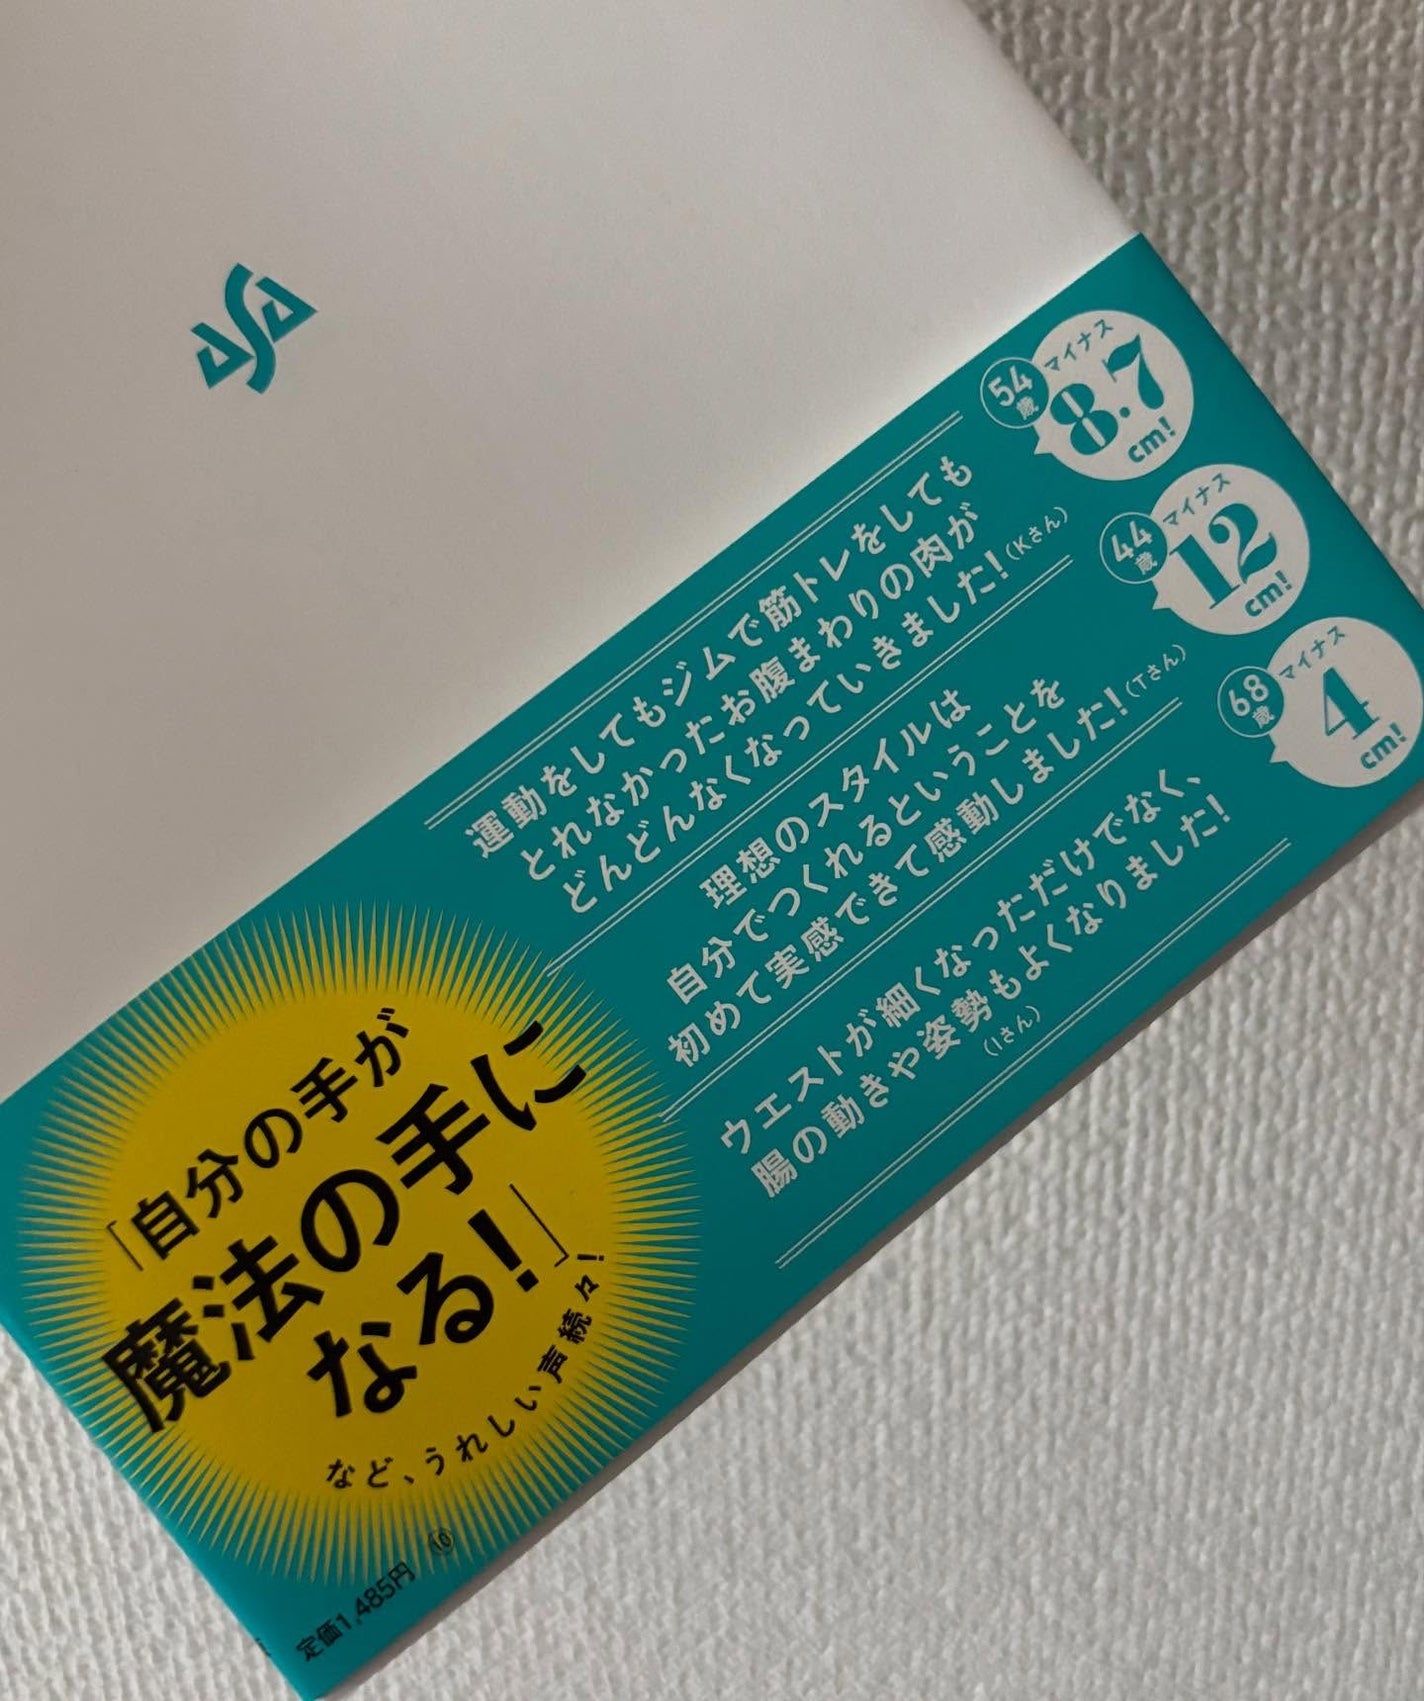 ASA
「自分の手が
魔法の手に
なる!」
など、うれしい声続々!
運動をしてもジムで筋トレをしても
とれなかったお腹まわりの肉が
どんどんなくなっていきました!(Kさん)
54歳
マイナス
8.7
cm!
理想のスタイルは
自分でつくれるということを
初めて実感できて感動しました!(Tさん)
44歳
マイナス
12
cm!
ウエストが細くなっただけでなく、
腸の動きや姿勢もよくなりました!
(Iさん)
68歳
マイナス
4
cm!
定価1,485円 ⑩